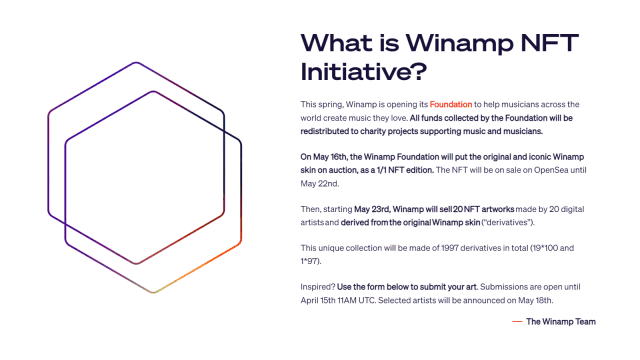 What is Winamp NFT
Initiative?
This spring, Winamp is opening its Foundation to help musicians across the
world create music they love. All funds collected by the Foundation will be
redistributed to charity projects supporting music and musicians.
On May 16th, the Winamp Foundation will put the original and iconic Winamp
skin on auction, as a 1/1 NFT edition. The NFT will be on sale on OpenSea until
May 22nd.
Then, starting May 23rd, Winamp will sell 20 NFT artworks made by 20 digital
artists and derived from the original Winamp skin (“derivatives”).
This unique collection will be made of 1997 derivatives in total (19*100 and
1*97).
Inspired? Use the form below to submit your art. Submissions are open until
April 15th 11AM UTC. Selected artists will be announced on May 18th.
— The Winamp Team